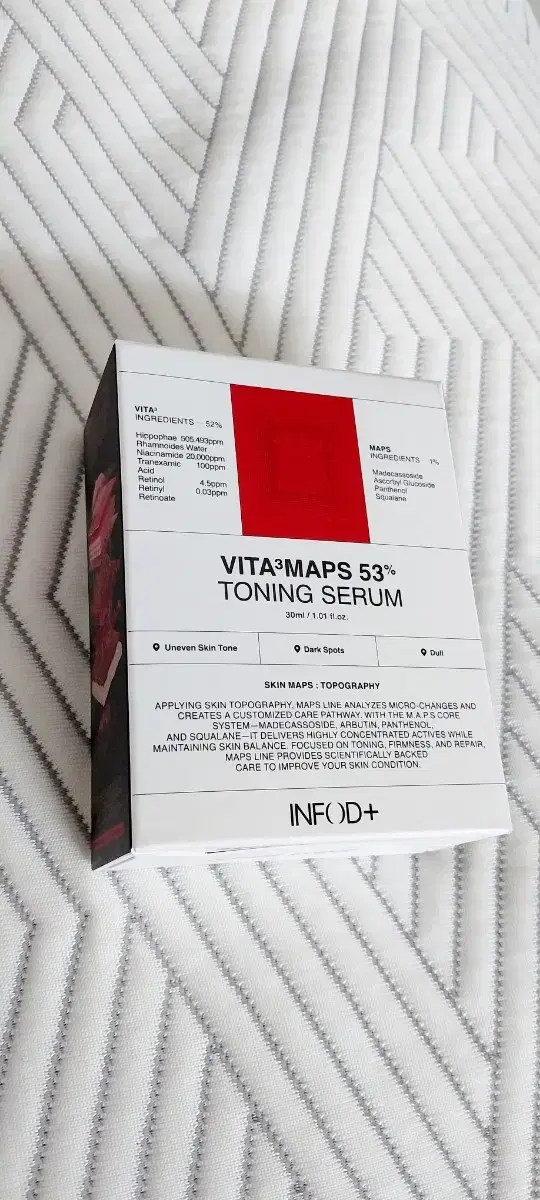 VITA³
INGREDIENTS — 52%
Hippophae 505,493ppm
Rhamnoides Water
Niacinamide 20,000ppm
Tranexamic 100ppm
Acid
Retinol 4.5ppm
Retinyl 0.03ppm
Retinoate
MAPS
INGREDIENTS 1%
Madecassoside
Ascorbyl Glucoside
Panthenol
Squalane
VITA³MAPS 53%
TONING SERUM
30ml / 1.01 fl.oz.
Uneven Skin Tone
Dark Spots
Dull
SKIN MAPS : TOPOGRAPHY
APPLYING SKIN TOPOGRAPHY, MAPS LINE ANALYZES MICRO-CHANGES AND
CREATES A CUSTOMIZED CARE PATHWAY. WITH THE M.A.P.S CORE
SYSTEM—MADECASSOSIDE, ARBUTIN, PANTHENOL,
AND SQUALANE—IT DELIVERS HIGHLY CONCENTRATED ACTIVES WHILE
MAINTAINING SKIN BALANCE. FOCUSED ON TONING, FIRMNESS, AND REPAIR,
MAPS LINE PROVIDES SCIENTIFICALLY BACKED
CARE TO IMPROVE YOUR SKIN CONDITION.
INF()D+